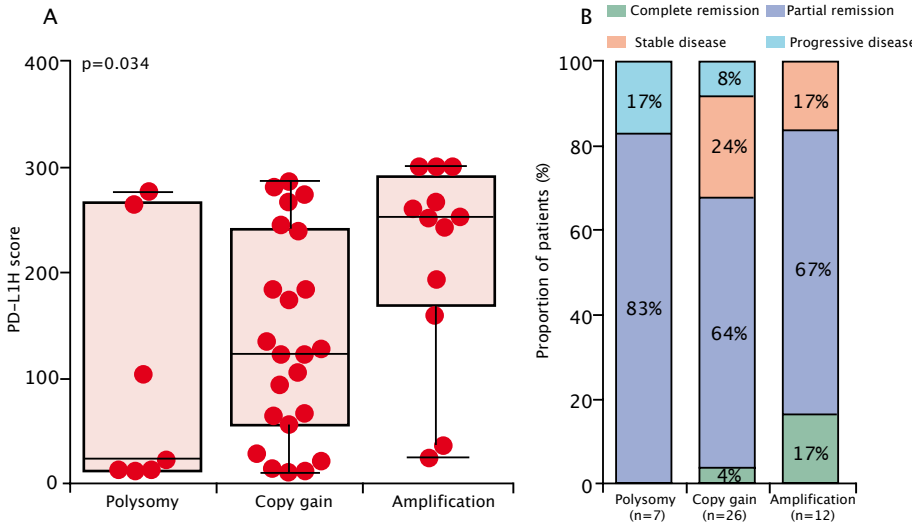 A
p=0.034
PD-L1H score
400
300
200
100
0
Polysomy
Copy gain
Amplification
B
Complete remission
Partial remission
Stable disease
Progressive disease
Proportion of patients (%)
100
80
60
40
20
0
17%
83%
8%
24%
64%
4%
17%
67%
17%
Polysomy
(n=7)
Copy gain
(n=26)
Amplification
(n=12)